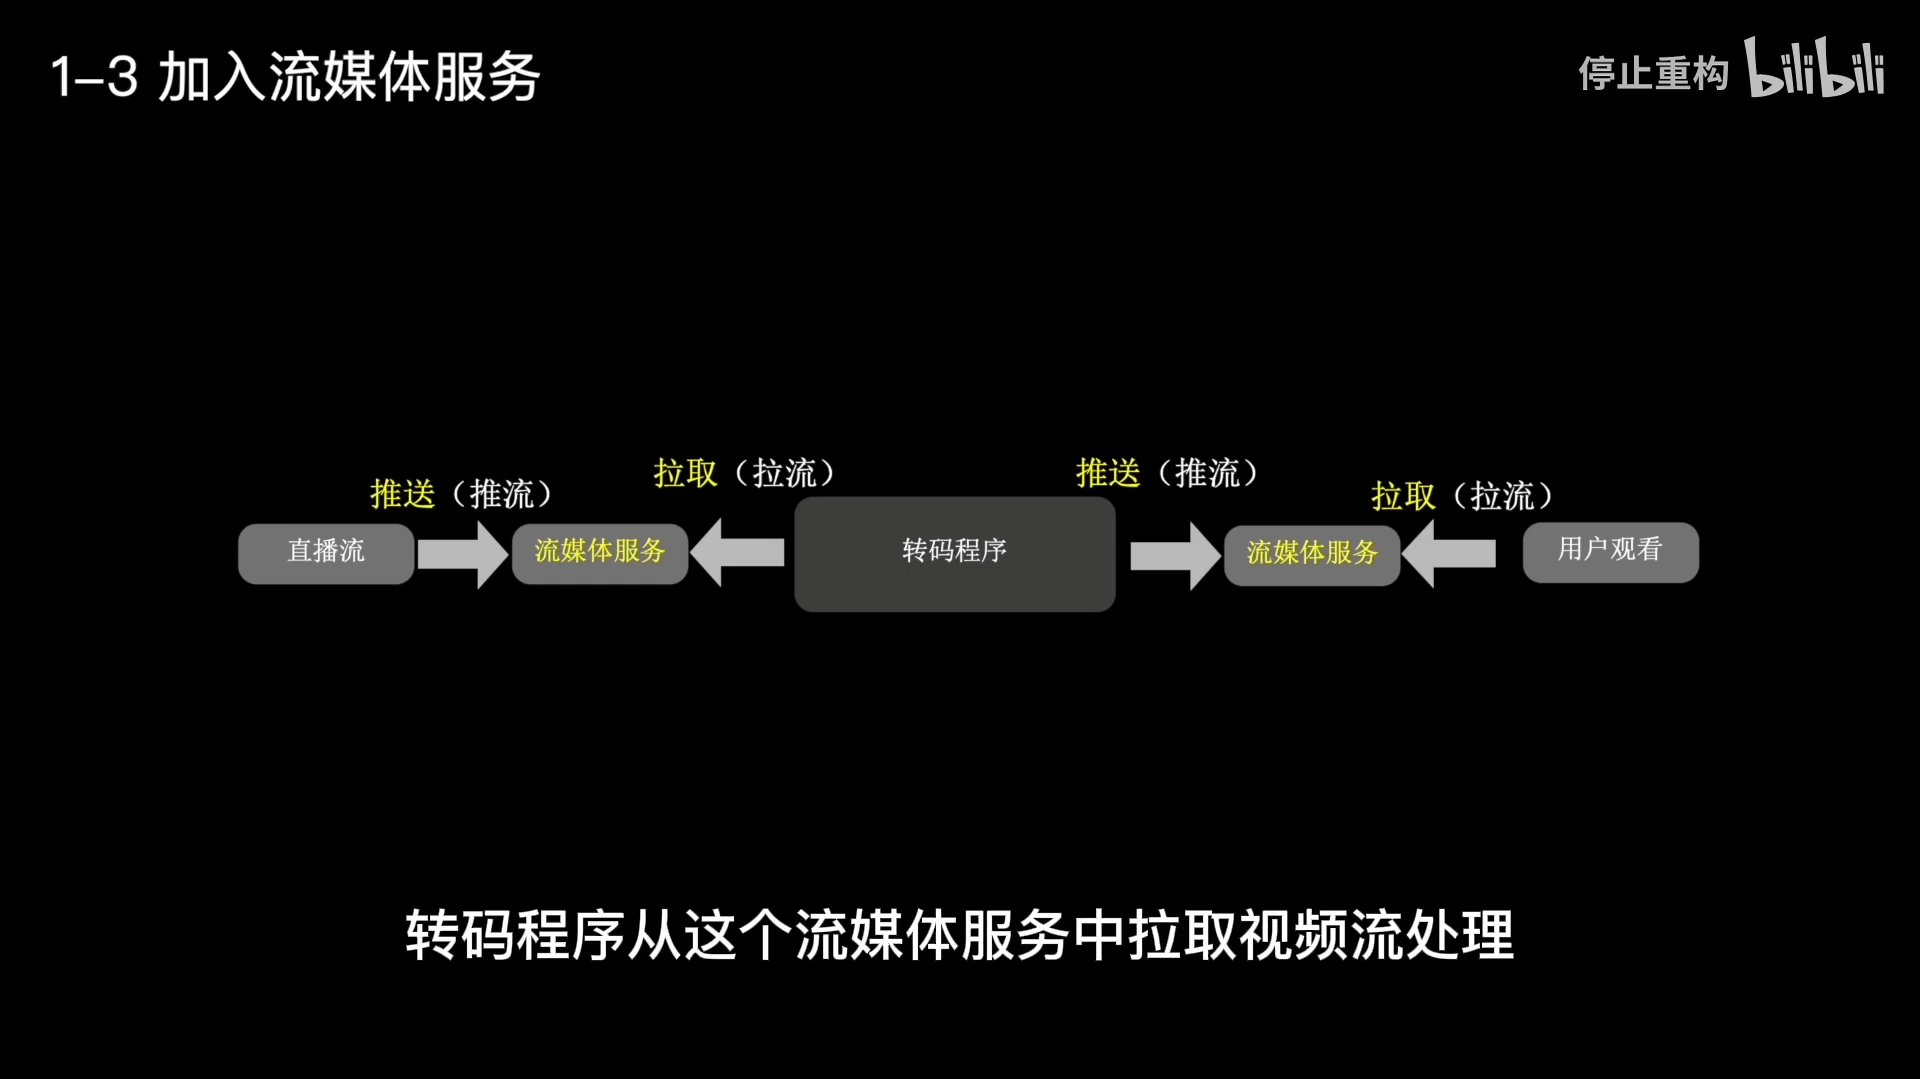 1-3 加入流媒体服务
停止重构 bilibili
推送（推流）
拉取（拉流）
推送（推流）
拉取（拉流）
直播流
流媒体服务
转码程序
流媒体服务
用户观看
转码程序从这个流媒体服务中拉取视频流处理